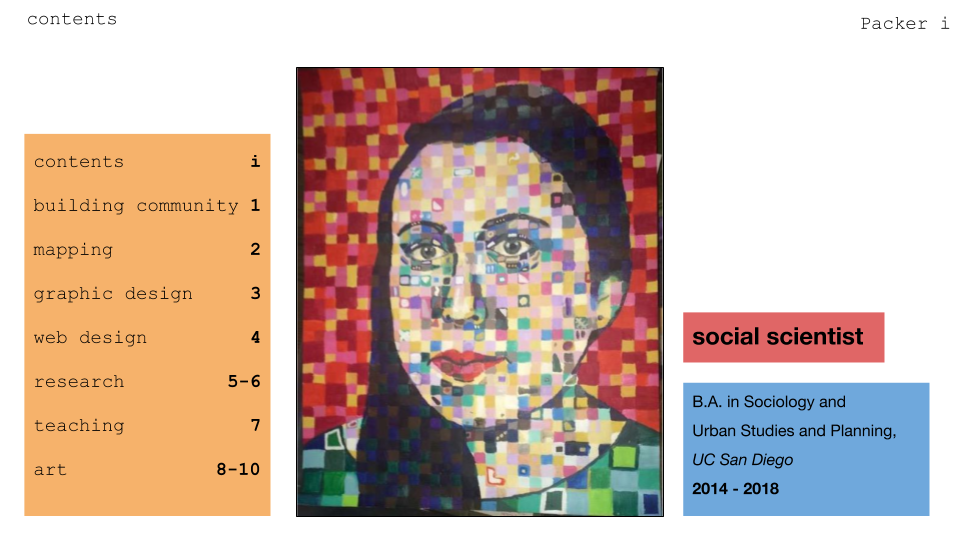 contents
Packer i
contents i
building community 1
mapping 2
graphic design 3
web design 4
research 5-6
teaching 7
art 8-10
social scientist
B.A. in Sociology and
Urban Studies and Planning,
UC San Diego
2014 - 2018